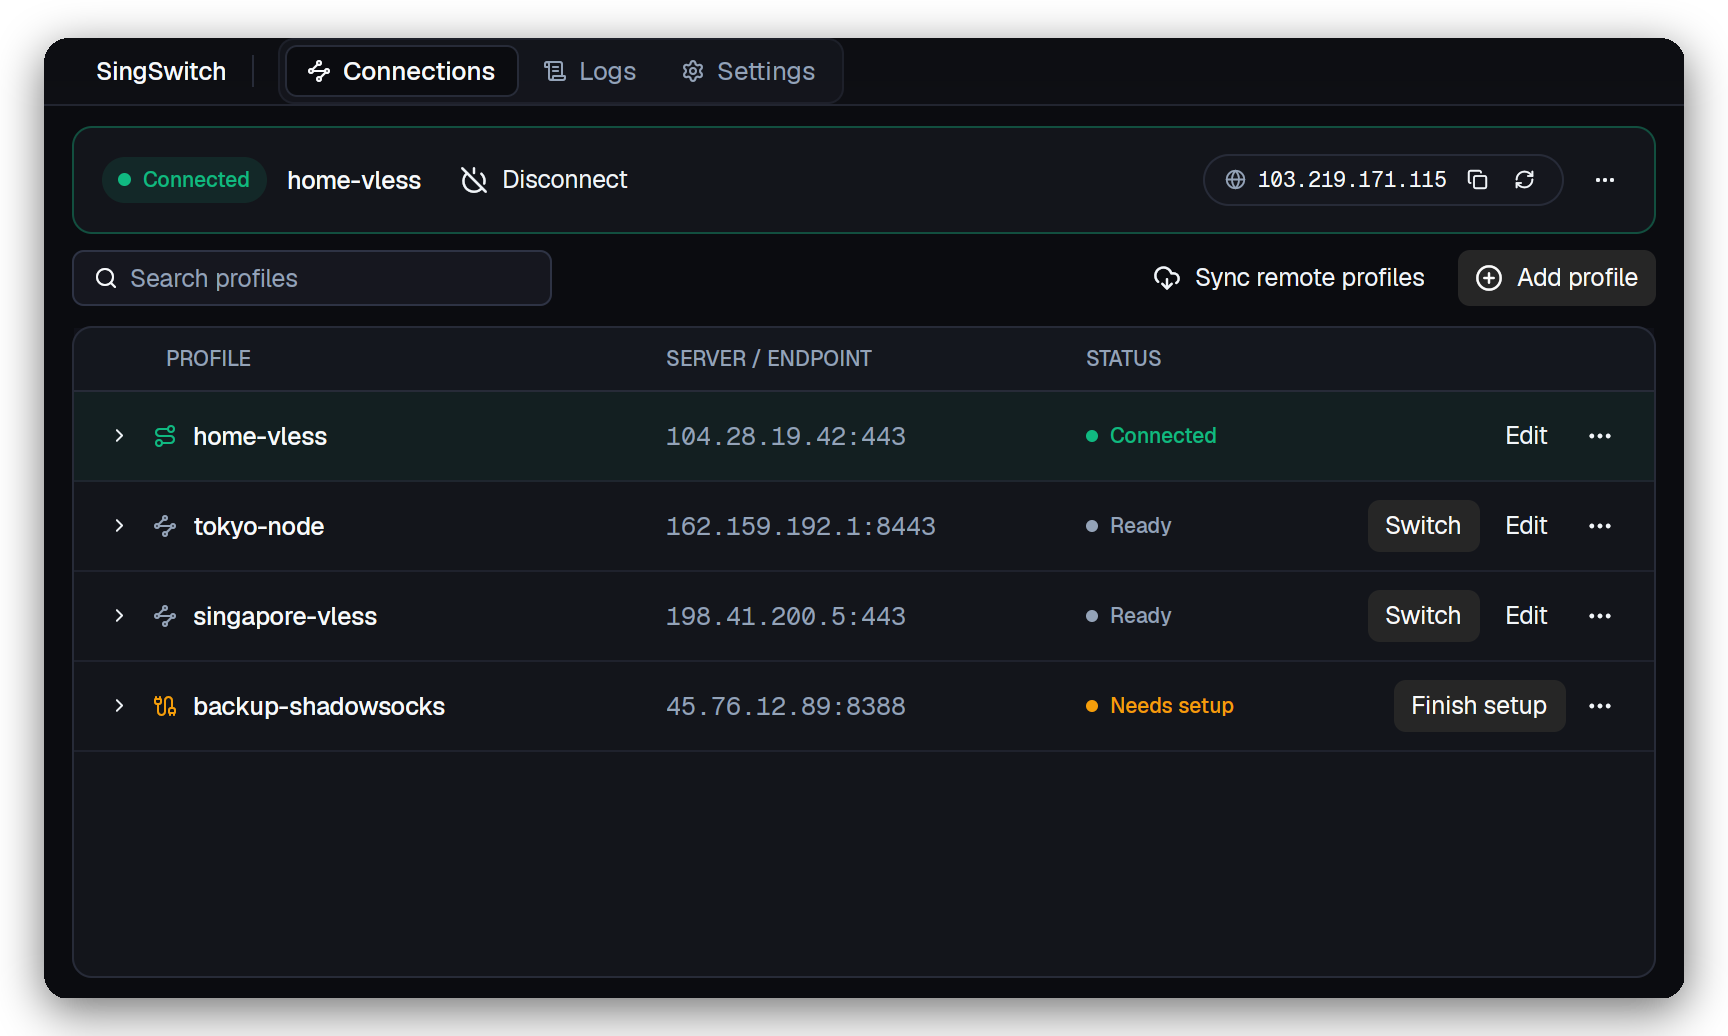 SingSwitch Connections Logs Settings
Connected home-vless Disconnect 103.219.171.115
Search profiles Sync remote profiles Add profile
PROFILE SERVER / ENDPOINT STATUS
home-vless 104.28.19.42:443 Connected Edit
tokyo-node 162.159.192.1:8443 Ready Switch Edit
singapore-vless 198.41.200.5:443 Ready Switch Edit
backup-shadowsocks 45.76.12.89:8388 Needs setup Finish setup